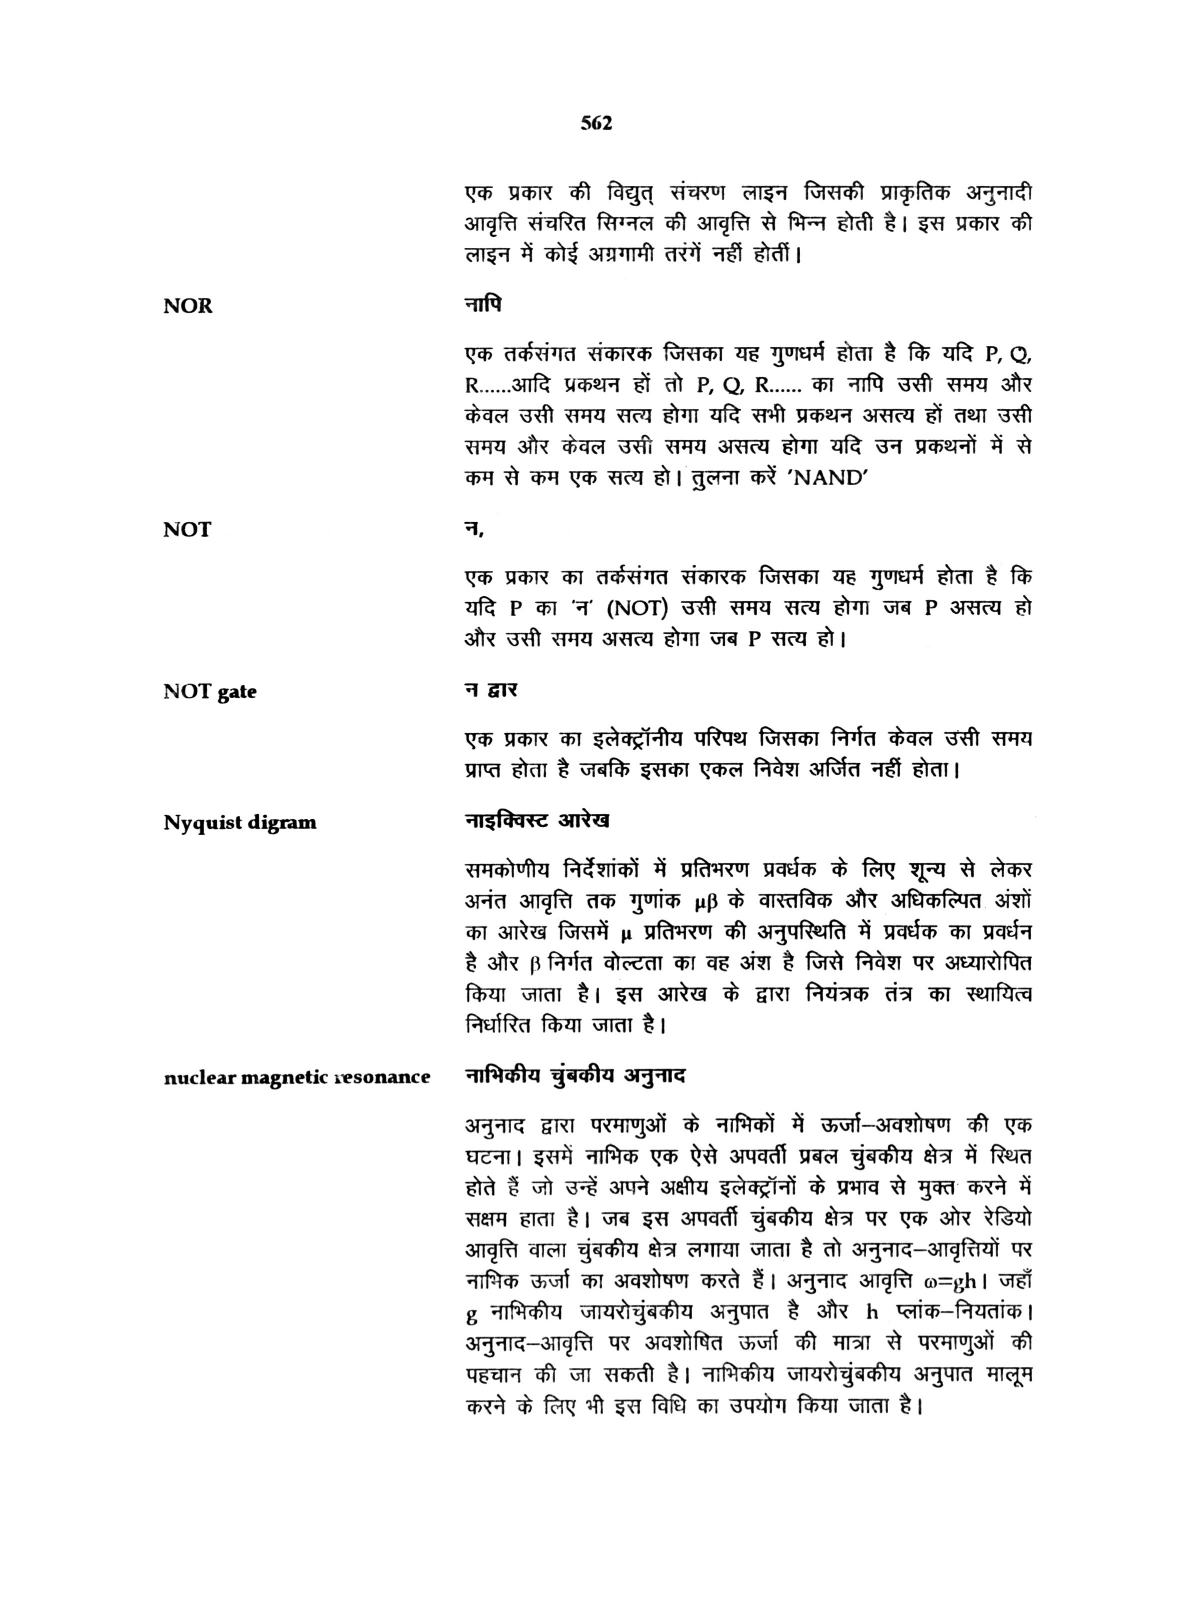 562
एक प्रकार की विद्युत् संचरण लाइन जिसकी प्राकृतिक अनुनादी
आवृत्ति संचरित सिग्नल की आवृत्ति से भिन्न होती है। इस प्रकार की
लाइन में कोई अग्रगामी तरंगें नहीं होतीं।
NOR नापि
एक तर्कसंगत संकारक जिसका यह गुणधर्म होता है कि यदि P, Q,
R......आदि प्रकथन हों तो P, Q, R...... का नापि उसी समय और
केवल उसी समय सत्य होगा यदि सभी प्रकथन असत्य हों तथा उसी
समय और केवल उसी समय असत्य होगा यदि उन प्रकथनों में से
कम से कम एक सत्य हो। तुलना करें 'NAND'
NOT न,
एक प्रकार का तर्कसंगत संकारक जिसका यह गुणधर्म होता है कि
यदि P का 'न' (NOT) उसी समय सत्य होगा जब P असत्य हो
और उसी समय असत्य होगा जब P सत्य हो।
NOT gate न द्वार
एक प्रकार का इलेक्ट्रॉनीय परिपथ जिसका निर्गत केवल उसी समय
प्राप्त होता है जबकि इसका एकल निवेश अर्जित नहीं होता।
Nyquist digram नाइक्विस्ट आरेख
समकोणीय निर्देशांकों में प्रतिभरण प्रवर्धक के लिए शून्य से लेकर
अनंत आवृत्ति तक गुणांक μβ के वास्तविक और अधिकल्पित अंशों
का आरेख जिसमें μ प्रतिभरण की अनुपस्थिति में प्रवर्धक का प्रवर्धन
है और β निर्गत वोल्टता का वह अंश है जिसे निवेश पर अध्यारोपित
किया जाता है। इस आरेख के द्वारा नियंत्रक तंत्र का स्थायित्व
निर्धारित किया जाता है।
nuclear magnetic resonance नाभिकीय चुंबकीय अनुनाद
अनुनाद द्वारा परमाणुओं के नाभिकों में ऊर्जा–अवशोषण की एक
घटना। इसमें नाभिक एक ऐसे अपवर्ती प्रबल चुंबकीय क्षेत्र में स्थित
होते हैं जो उन्हें अपने अक्षीय इलेक्ट्रॉनों के प्रभाव से मुक्त करने में
सक्षम हाता है। जब इस अपवर्ती चुंबकीय क्षेत्र पर एक ओर रेडियो
आवृत्ति वाला चुंबकीय क्षेत्र लगाया जाता है तो अनुनाद–आवृत्तियों पर
नाभिक ऊर्जा का अवशोषण करते हैं। अनुनाद आवृत्ति ω=gh। जहाँ
g नाभिकीय जायरोचुंबकीय अनुपात है और h प्लांक–नियतांक।
अनुनाद–आवृत्ति पर अवशोषित ऊर्जा की मात्रा से परमाणुओं की
पहचान की जा सकती है। नाभिकीय जायरोचुंबकीय अनुपात मालूम
करने के लिए भी इस विधि का उपयोग किया जाता है।